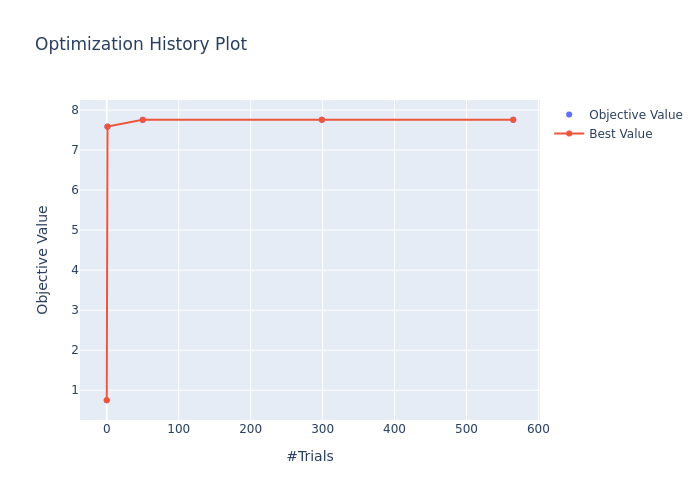 Optimization History Plot
Objective Value
Best Value
8
7
6
5
4
3
2
1
Objective Value
0 100 200 300 400 500 600
#Trials